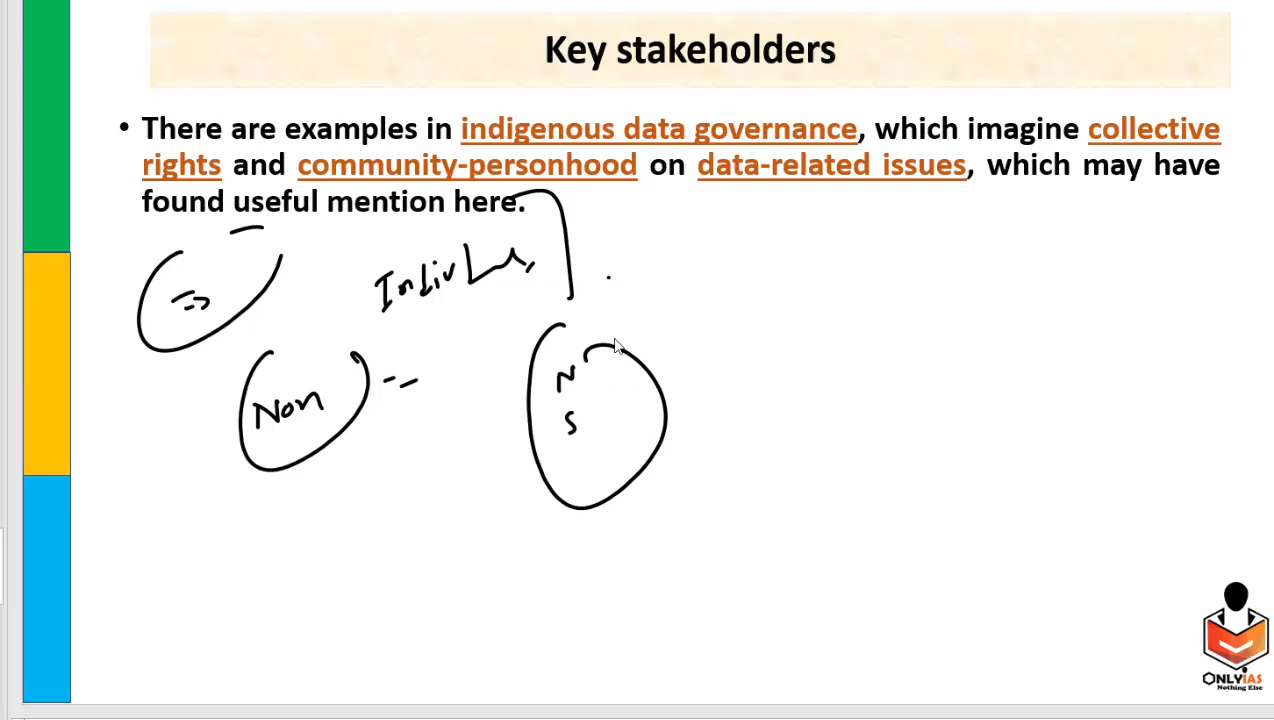 Key stakeholders
• There are examples in indigenous data governance, which imagine collective
rights and community-personhood on data-related issues, which may have
found useful mention here.
Non
N
S
ONLYIAS
Nothing Else